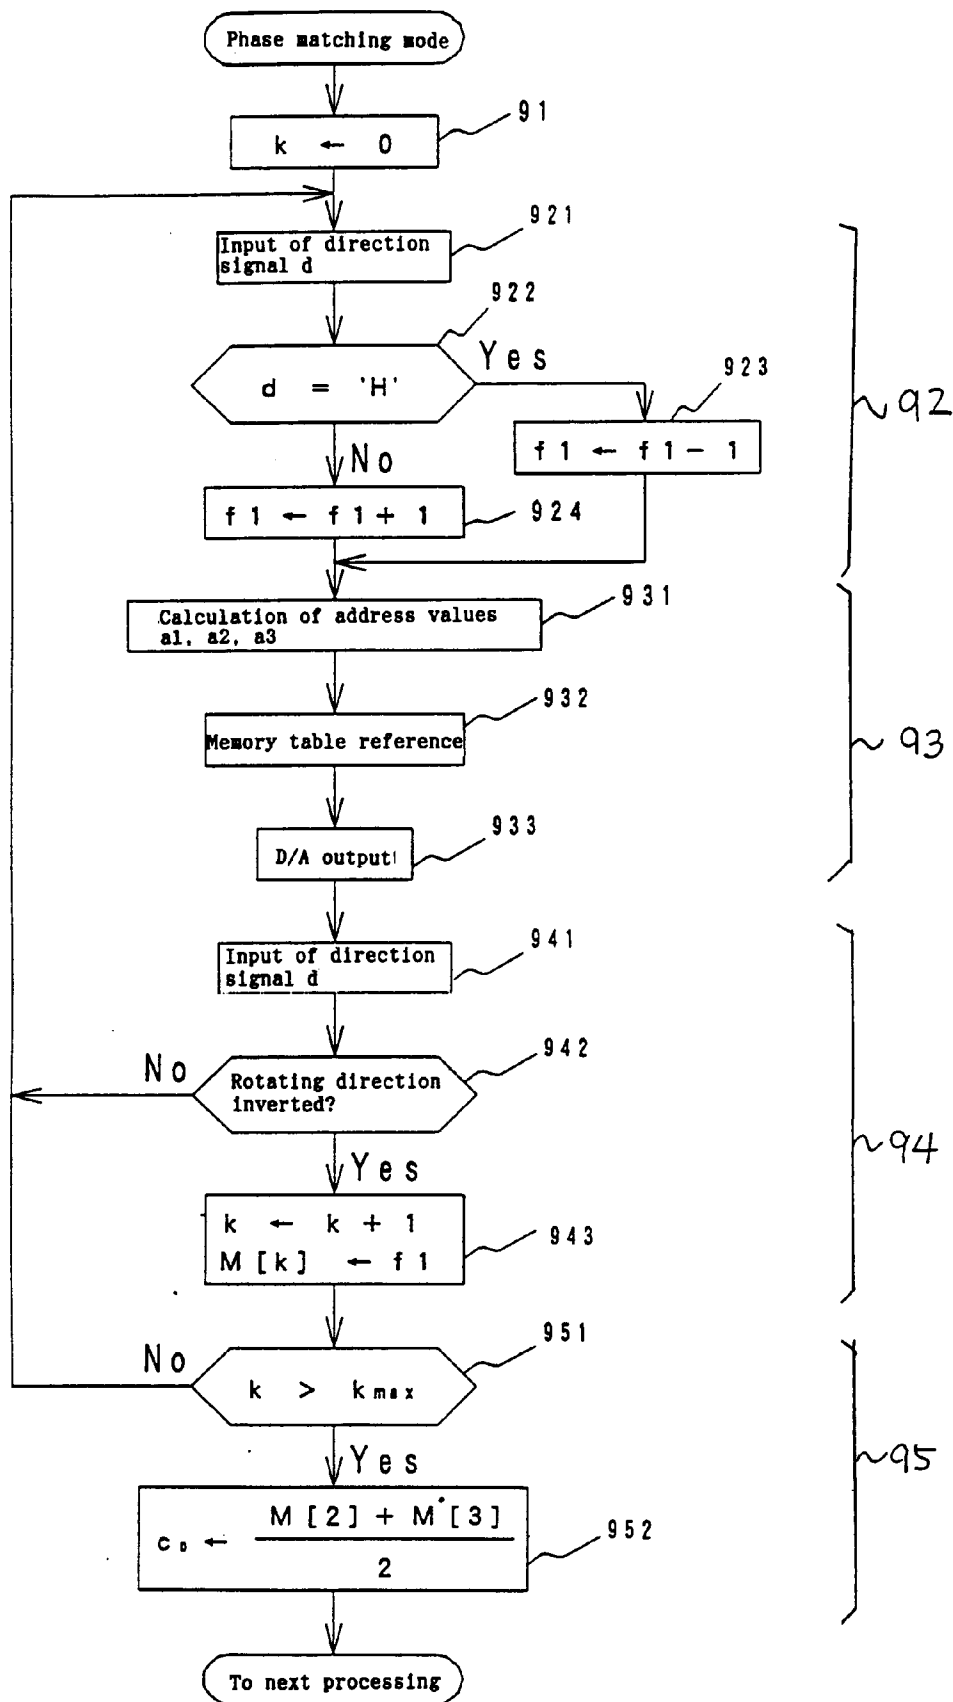 Phase matching mode
91
k ← 0
921
Input of direction
signal d
922
d = 'H'
Yes
923
f1 ← f1 - 1
92
No
f1 ← f1 + 1
924
931
Calculation of address values
a1, a2, a3
932
Memory table reference
93
933
D/A output
941
Input of direction
signal d
942
No
Rotating direction
inverted?
94
Yes
k ← k + 1
M [k] ← f1
943
951
No
k > kmax
95
Yes
c0 ← M [2] + M [3]
2
952
To next processing